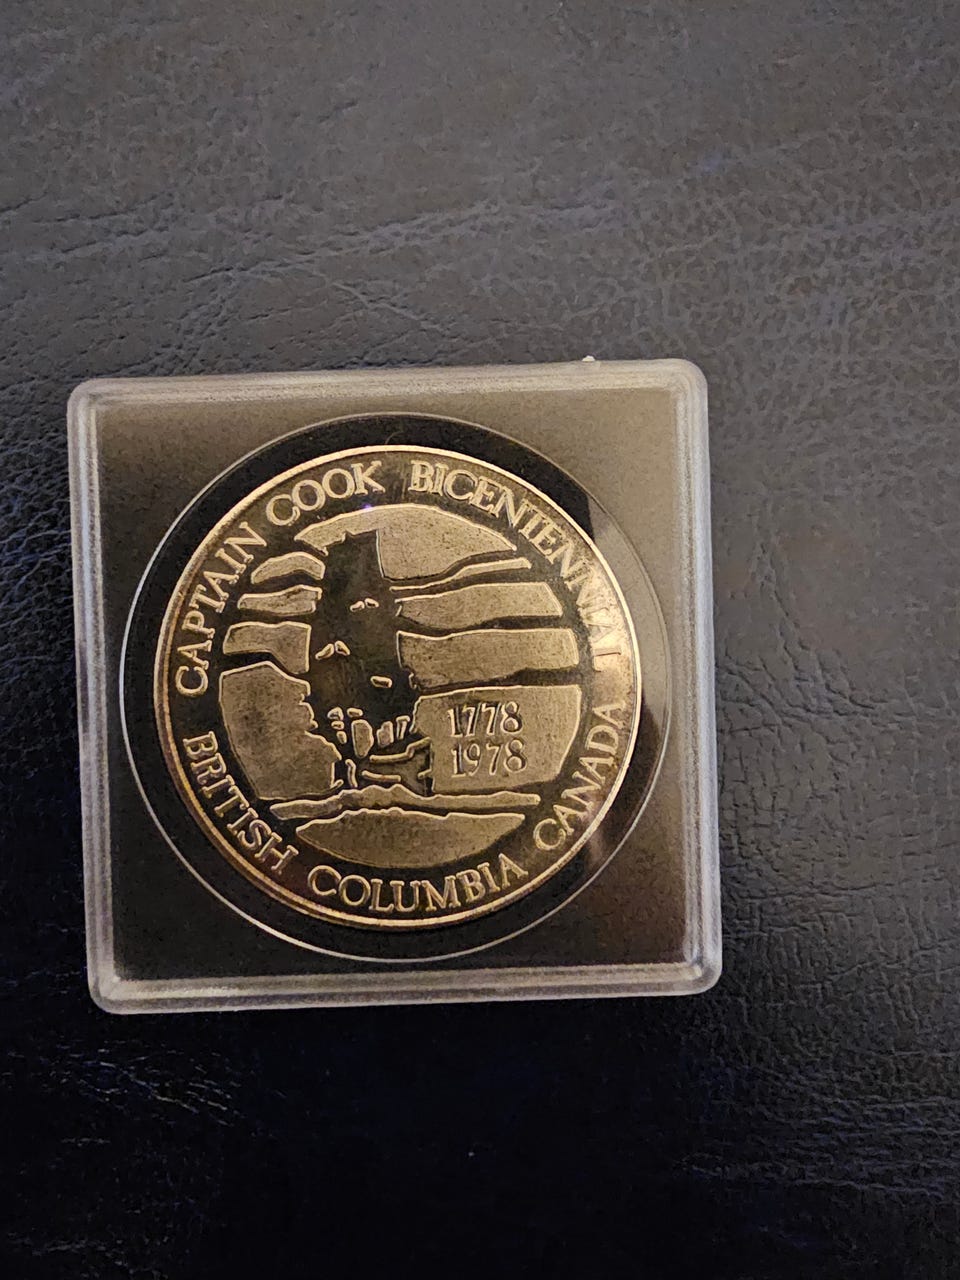 CAPTAIN COOK BICENTENNIAL
1778
1978
BRITISH COLUMBIA CANADA